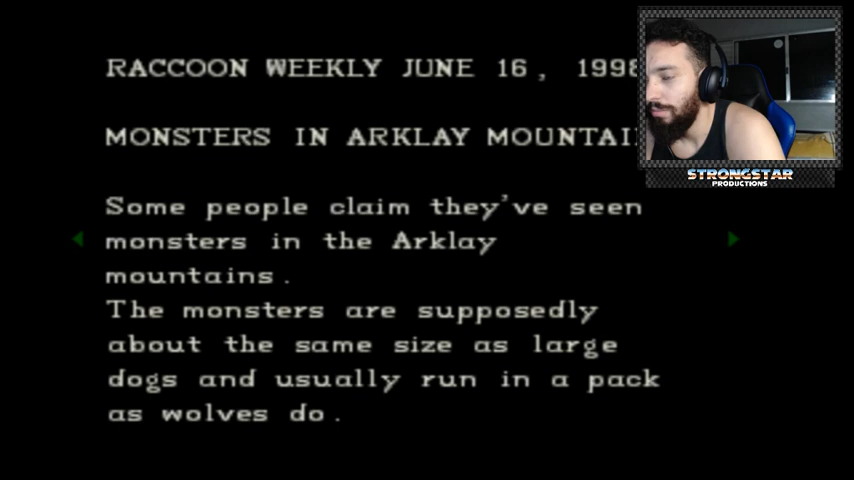 RACCOON WEEKLY JUNE 16, 1998
MONSTERS IN ARKLAY MOUNTAI
Some people claim they've seen
monsters in the Arklay
mountains.
The monsters are supposedly
about the same size as large
dogs and usually run in a pack
as wolves do.
STRONGSTAR
PRODUCTIONS